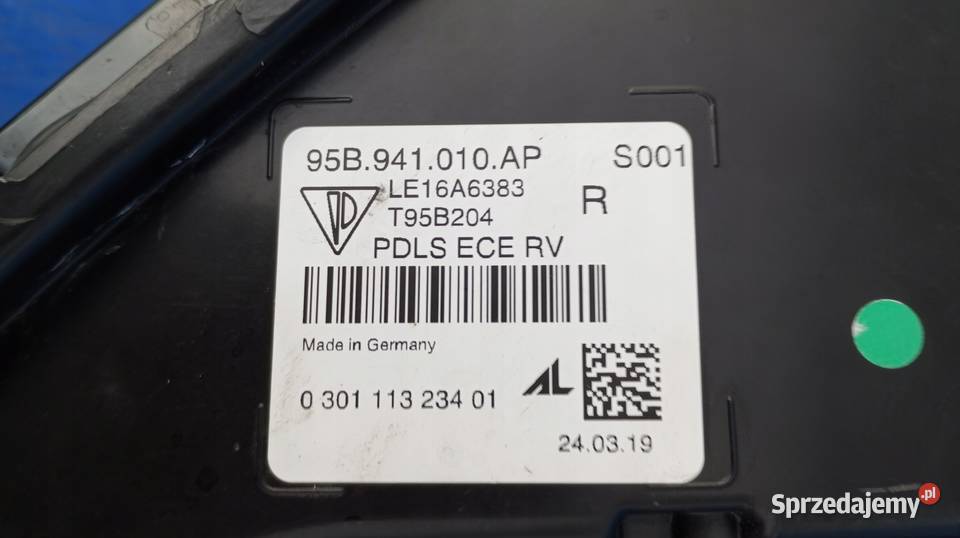 95B.941.010.AP S001
LE16A6383 R
T95B204
PDLS ECE RV
Made in Germany
0 301 113 234 01 AL
24.03.19
Sprzedajemy.pl